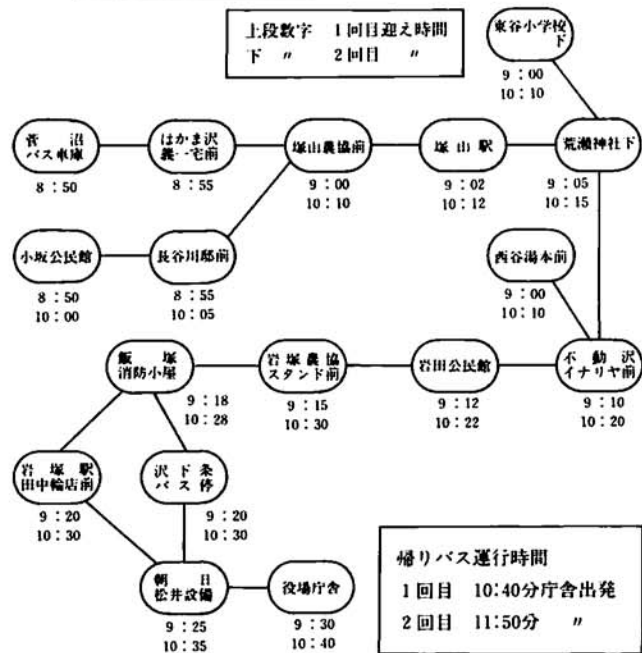 上段数字 1回目迎え時間
下 〃 2回目 〃
東谷小学校
下
9：00
10：10
菅沼
バス車庫
8：50
はかま沢
義一宅前
8：55
塚山農協前
9：00
10：10
塚山駅
9：02
10：12
荒瀬神社下
9：05
10：15
小坂公民館
8：50
10：00
長谷川邸前
8：55
10：05
西谷湯本前
9：00
10：10
飯塚
消防小屋
9：18
10：28
岩塚農協
スタンド前
9：15
10：30
岩田公民館
9：12
10：22
不動沢
イナリヤ前
9：10
10：20
岩塚駅
田中輪店前
9：20
10：30
沢下条
バス停
9：20
10：30
朝日
松井設備
9：25
10：35
役場庁舎
9：30
10：40
帰りバス運行時間
1回目 10:40分庁舎出発
2回目 11:50分 〃